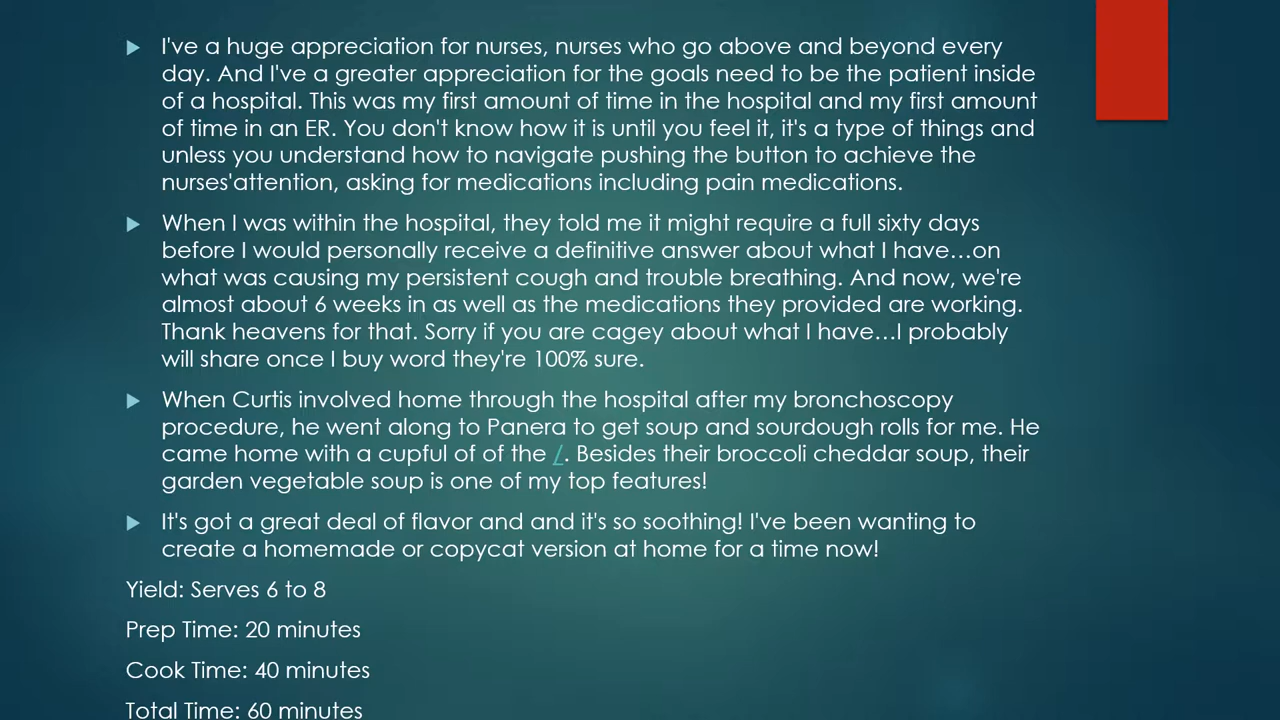 I've a huge appreciation for nurses, nurses who go above and beyond every
day. And I've a greater appreciation for the goals need to be the patient inside
of a hospital. This was my first amount of time in the hospital and my first amount
of time in an ER. You don't know how it is until you feel it, it's a type of things and
unless you understand how to navigate pushing the button to achieve the
nurses'attention, asking for medications including pain medications.
When I was within the hospital, they told me it might require a full sixty days
before I would personally receive a definitive answer about what I have…on
what was causing my persistent cough and trouble breathing. And now, we're
almost about 6 weeks in as well as the medications they provided are working.
Thank heavens for that. Sorry if you are cagey about what I have…I probably
will share once I buy word they're 100% sure.
When Curtis involved home through the hospital after my bronchoscopy
procedure, he went along to Panera to get soup and sourdough rolls for me. He
came home with a cupful of of the /. Besides their broccoli cheddar soup, their
garden vegetable soup is one of my top features!
It's got a great deal of flavor and and it's so soothing! I've been wanting to
create a homemade or copycat version at home for a time now!
Yield: Serves 6 to 8
Prep Time: 20 minutes
Cook Time: 40 minutes
Total Time: 60 minutes